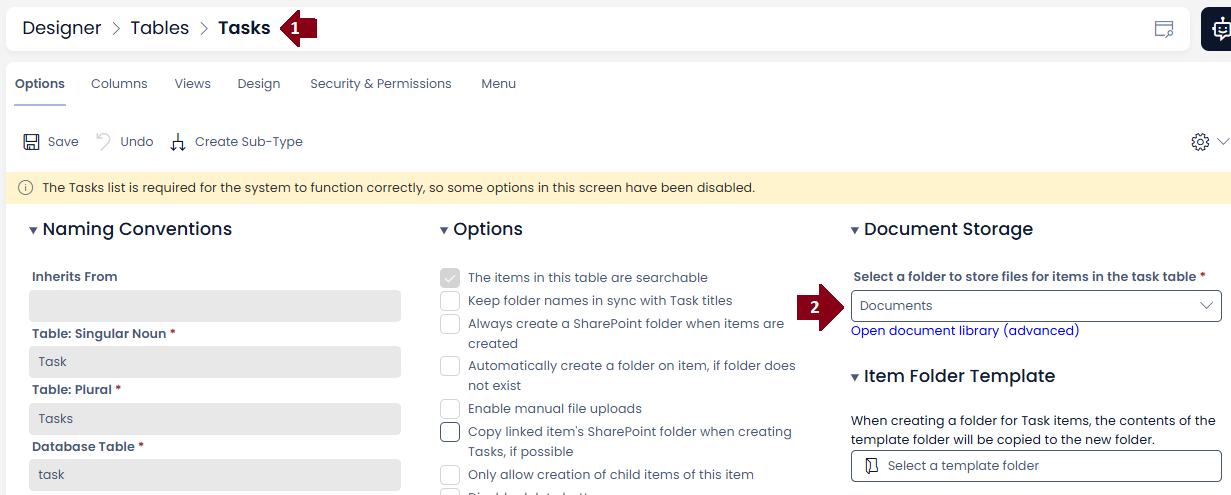 Designer > Tables > Tasks 1
Options Columns Views Design Security & Permissions Menu
Save Undo Create Sub-Type
The Tasks list is required for the system to function correctly, so some options in this screen have been disabled.
Naming Conventions
Inherits From
Table: Singular Noun *
Task
Table: Plural *
Tasks
Database Table *
task
Options
The items in this table are searchable
Keep folder names in sync with Task titles
Always create a SharePoint folder when items are
created
Automatically create a folder on item, if folder does
not exist
Enable manual file uploads
Copy linked item's SharePoint folder when creating
Tasks, if possible
Only allow creation of child items of this item
Document Storage
Select a folder to store files for items in the task table *
2 Documents
Open document library (advanced)
Item Folder Template
When creating a folder for Task items, the contents of the
template folder will be copied to the new folder.
Select a template folder